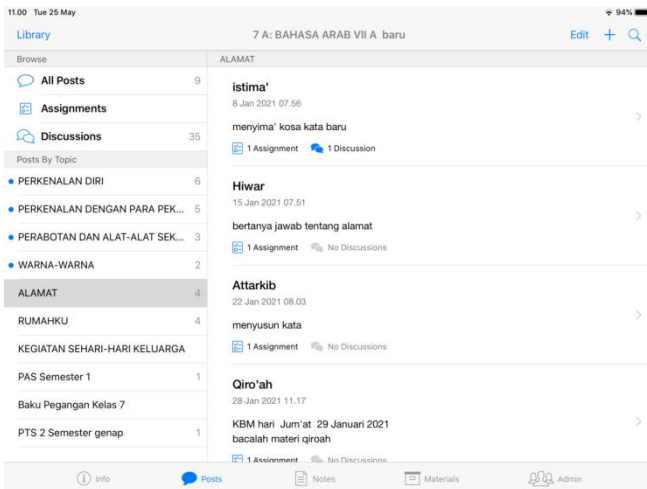 11.00 Tue 25 May
94%
Library
7 A: BAHASA ARAB VII A baru
Edit
Browse
All Posts 9
Assignments
Discussions 35
Posts By Topic
PERKENALAN DIRI 6
PERKENALAN DENGAN PARA PEK... 5
PERABOTAN DAN ALAT-ALAT SEK... 3
WARNA-WARNA 2
ALAMAT 4
RUMAHKU 4
KEGIATAN SEHARI-HARI KELUARGA
PAS Semester 1 1
Baku Pegangan Kelas 7
PTS 2 Semester genap 1
ALAMAT
istima'
8 Jan 2021 07.56
menyima' kosa kata baru
1 Assignment 1 Discussion
Hiwar
15 Jan 2021 07.51
bertanya jawab tentang alamat
1 Assignment No Discussions
Attarkib
22 Jan 2021 08.03
menyusun kata
1 Assignment No Discussions
Qiro'ah
28 Jan 2021 11.17
KBM hari Jum'at 29 Januari 2021
bacalah materi qiroah
1 Assignment No Discussions
Info
Posts
Notes
Materials
Admin